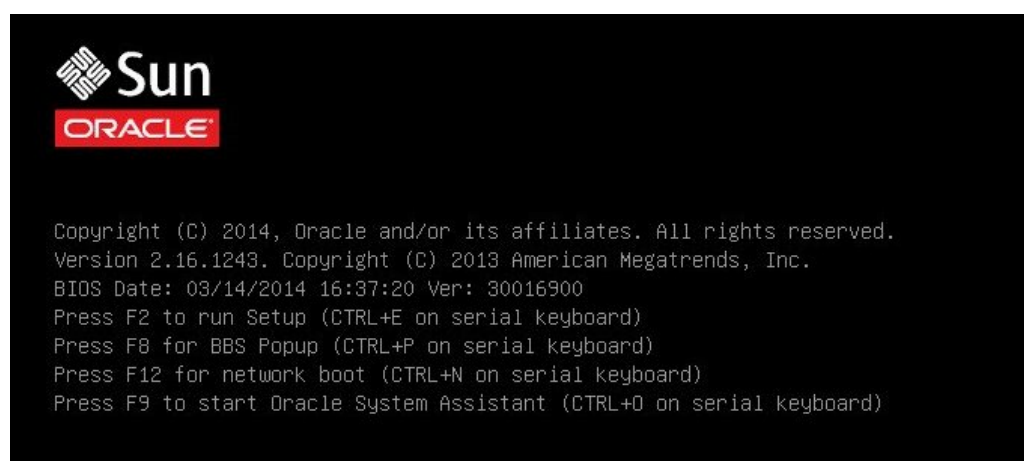 Sun
ORACLE
Copyright (C) 2014, Oracle and/or its affiliates. All rights reserved.
Version 2.16.1243. Copyright (C) 2013 American Megatrends, Inc.
BIOS Date: 03/14/2014 16:37:20 Ver: 30016900
Press F2 to run Setup (CTRL+E on serial keyboard)
Press F8 for BBS Popup (CTRL+P on serial keyboard)
Press F12 for network boot (CTRL+N on serial keyboard)
Press F9 to start Oracle System Assistant (CTRL+O on serial keyboard)